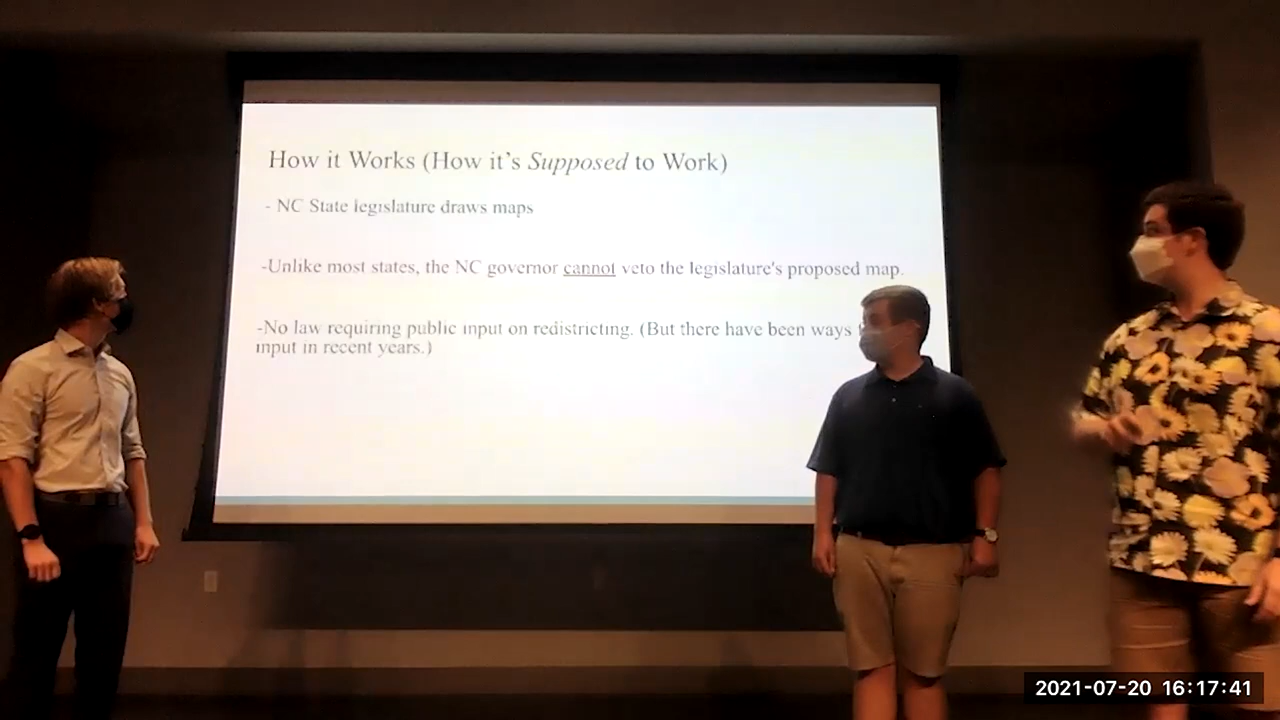 How it Works (How it's Supposed to Work)
- NC State legislature draws maps
-Unlike most states, the NC governor cannot veto the legislature's proposed map.
-No law requiring public input on redistricting. (But there have been ways
input in recent years.)
2021-07-20 16:17:41